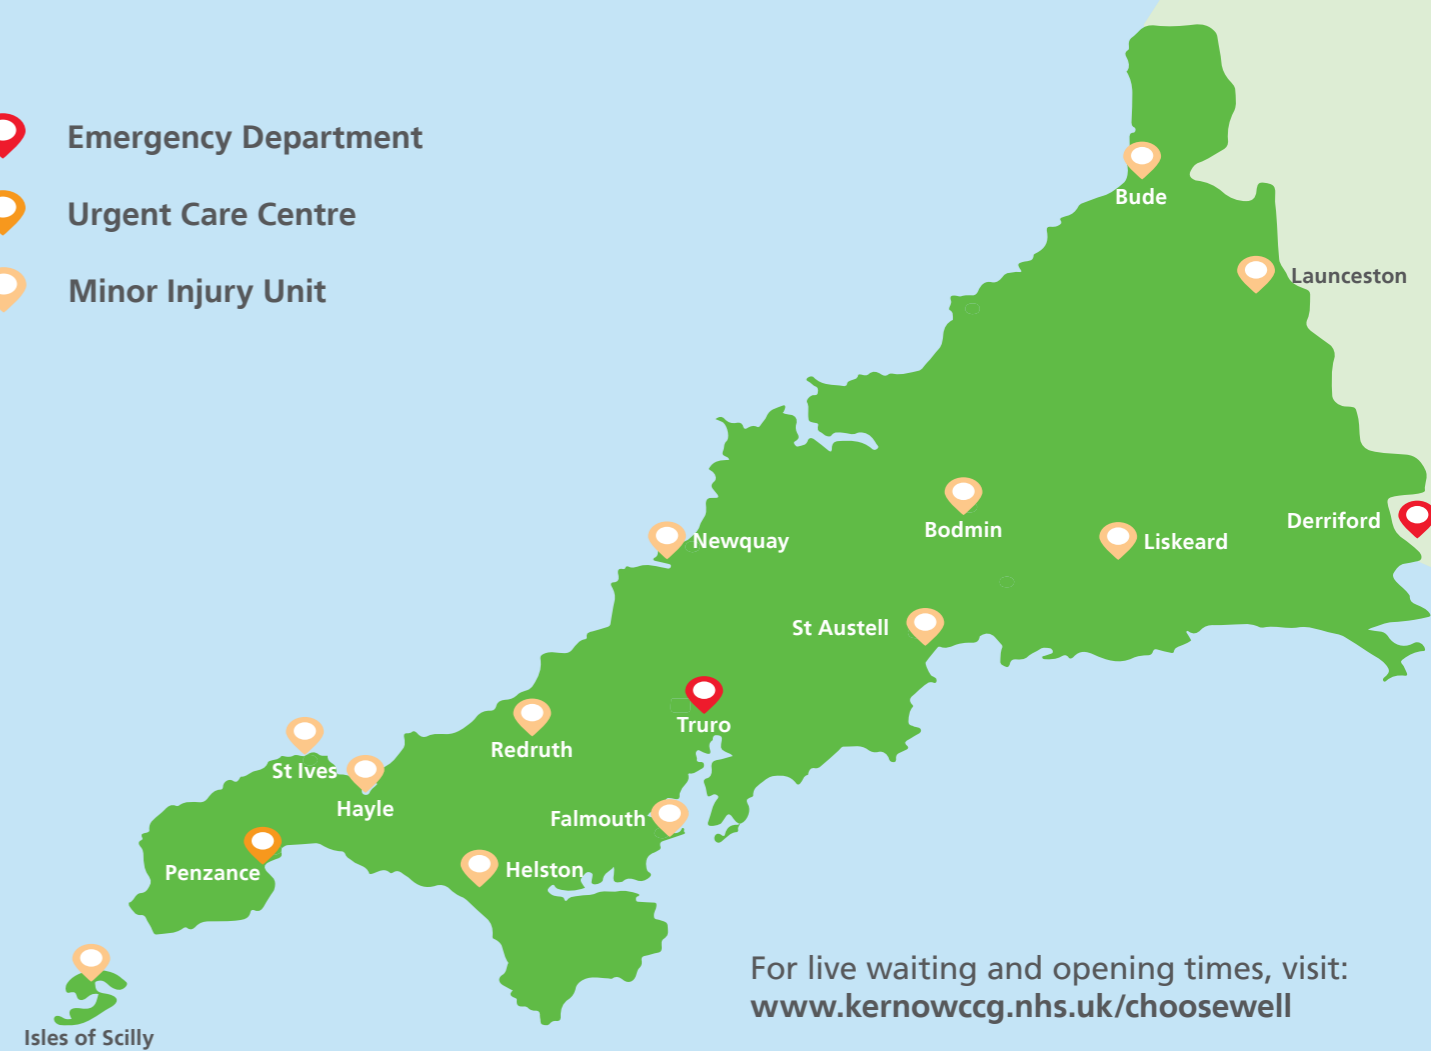 Emergency Department
Urgent Care Centre
Minor Injury Unit
Bude
Launceston
Derriford
Bodmin
Liskeard
Newquay
St Austell
Truro
Redruth
St Ives
Hayle
Falmouth
Helston
Penzance
Isles of Scilly
For live waiting and opening times, visit:
www.kernowccg.nhs.uk/choosewell